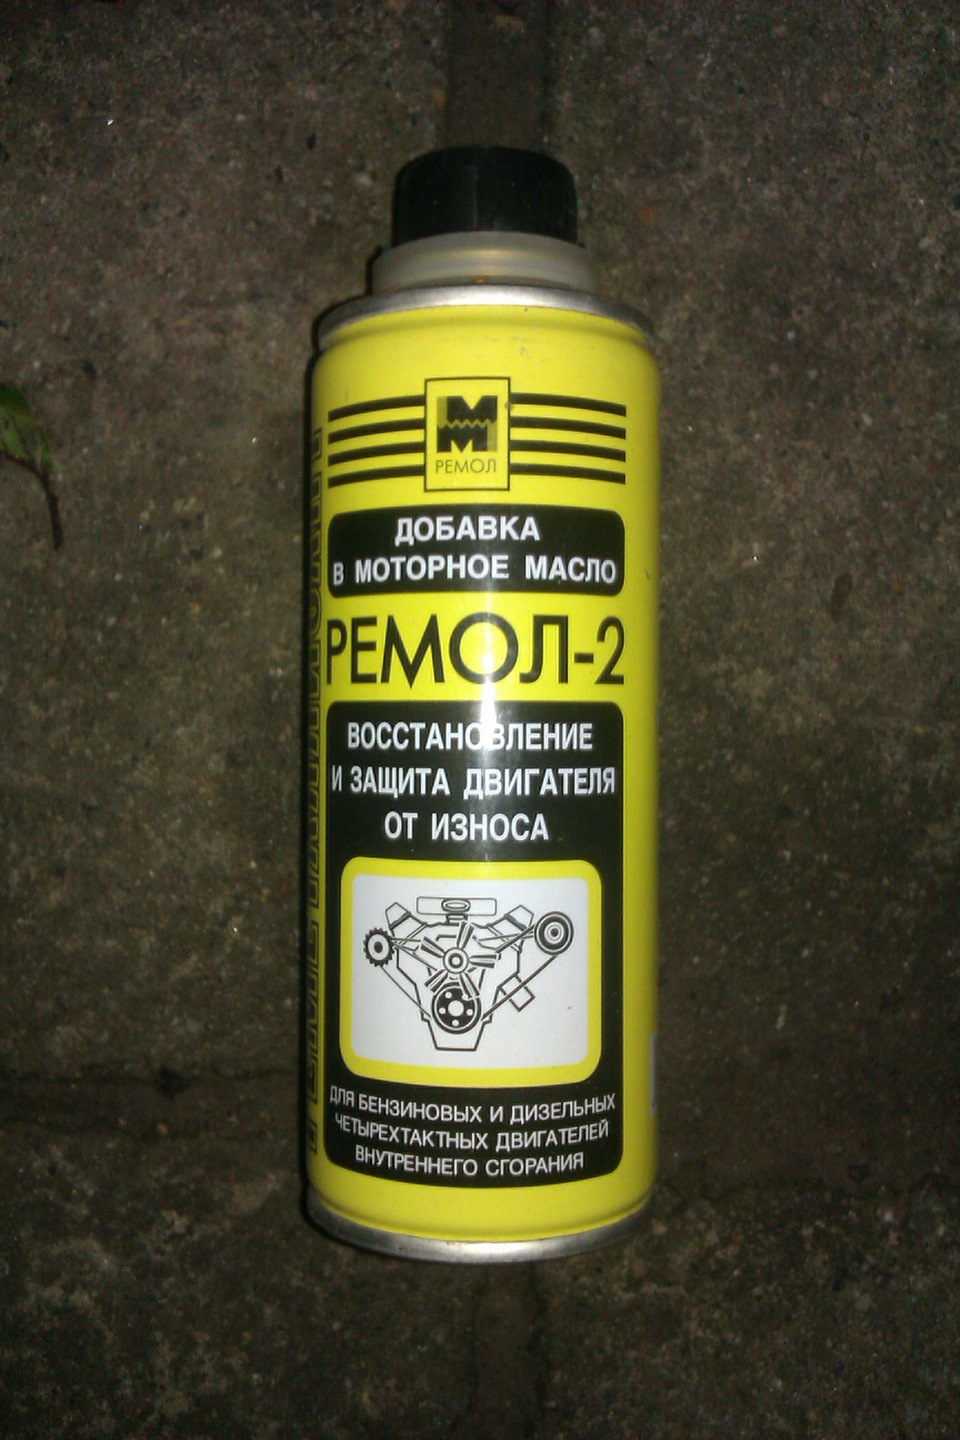 РЕМОЛ
ДОБАВКА
В МОТОРНОЕ МАСЛО
РЕМОЛ-2
ВОССТАНОВЛЕНИЕ
И ЗАЩИТА ДВИГАТЕЛЯ
ОТ ИЗНОСА
ДЛЯ БЕНЗИНОВЫХ И ДИЗЕЛЬНЫХ
ЧЕТЫРЕХТАКТНЫХ ДВИГАТЕЛЕЙ
ВНУТРЕННЕГО СГОРАНИЯ